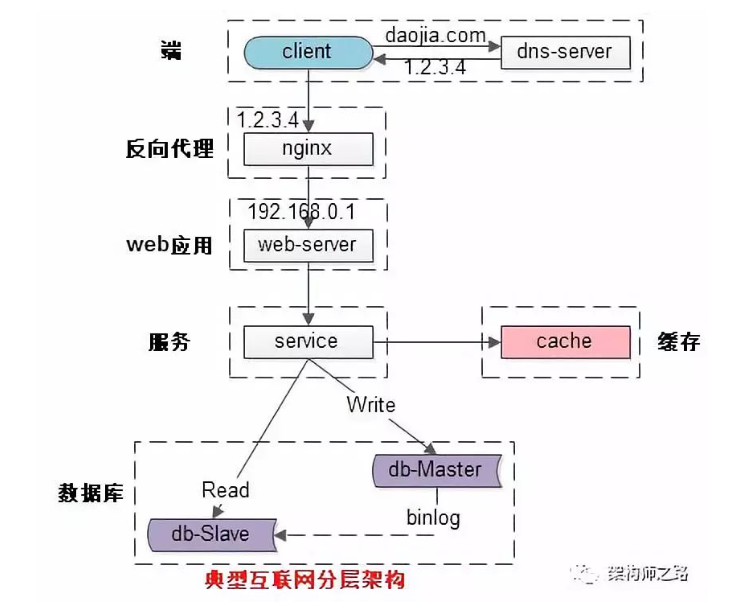 端
client
daojia.com
1.2.3.4
dns-server
1.2.3.4
反向代理
nginx
192.168.0.1
web应用
web-server
服务
service
cache
缓存
Write
数据库
db-Master
Read
binlog
db-Slave
典型互联网分层架构
架构师之路